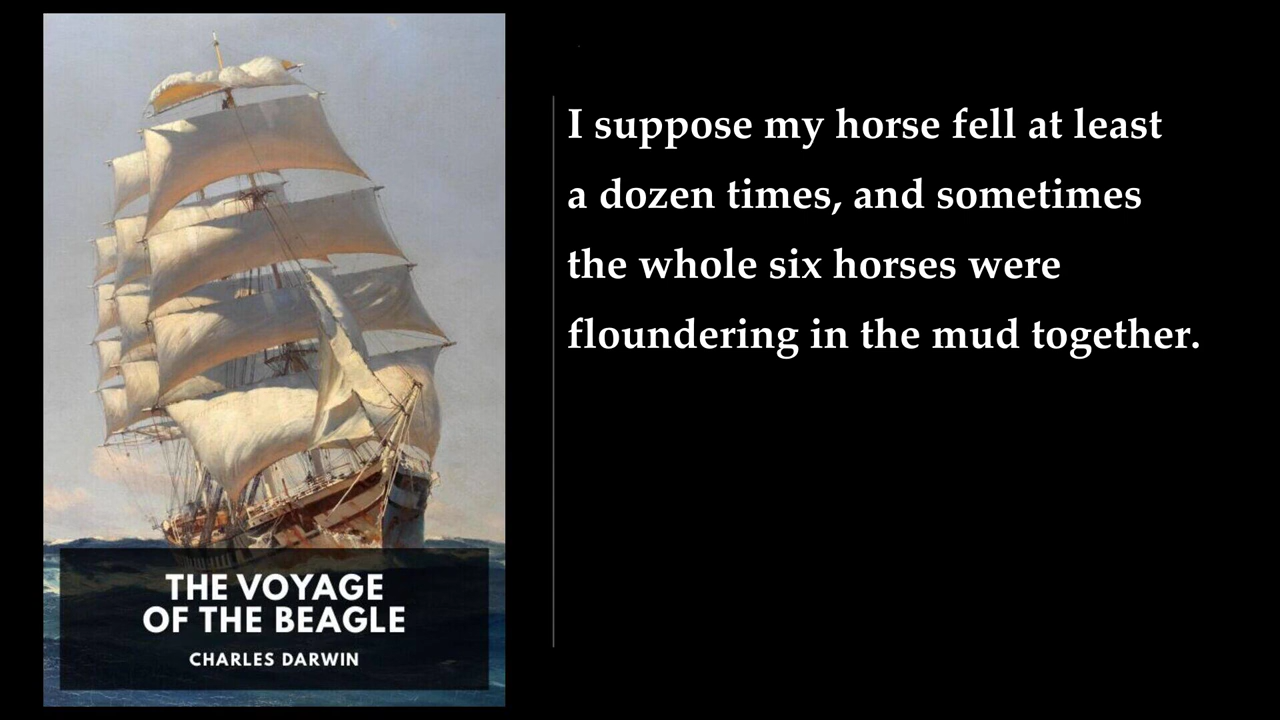 THE VOYAGE
OF THE BEAGLE
CHARLES DARWIN
I suppose my horse fell at least
a dozen times, and sometimes
the whole six horses were
floundering in the mud together.